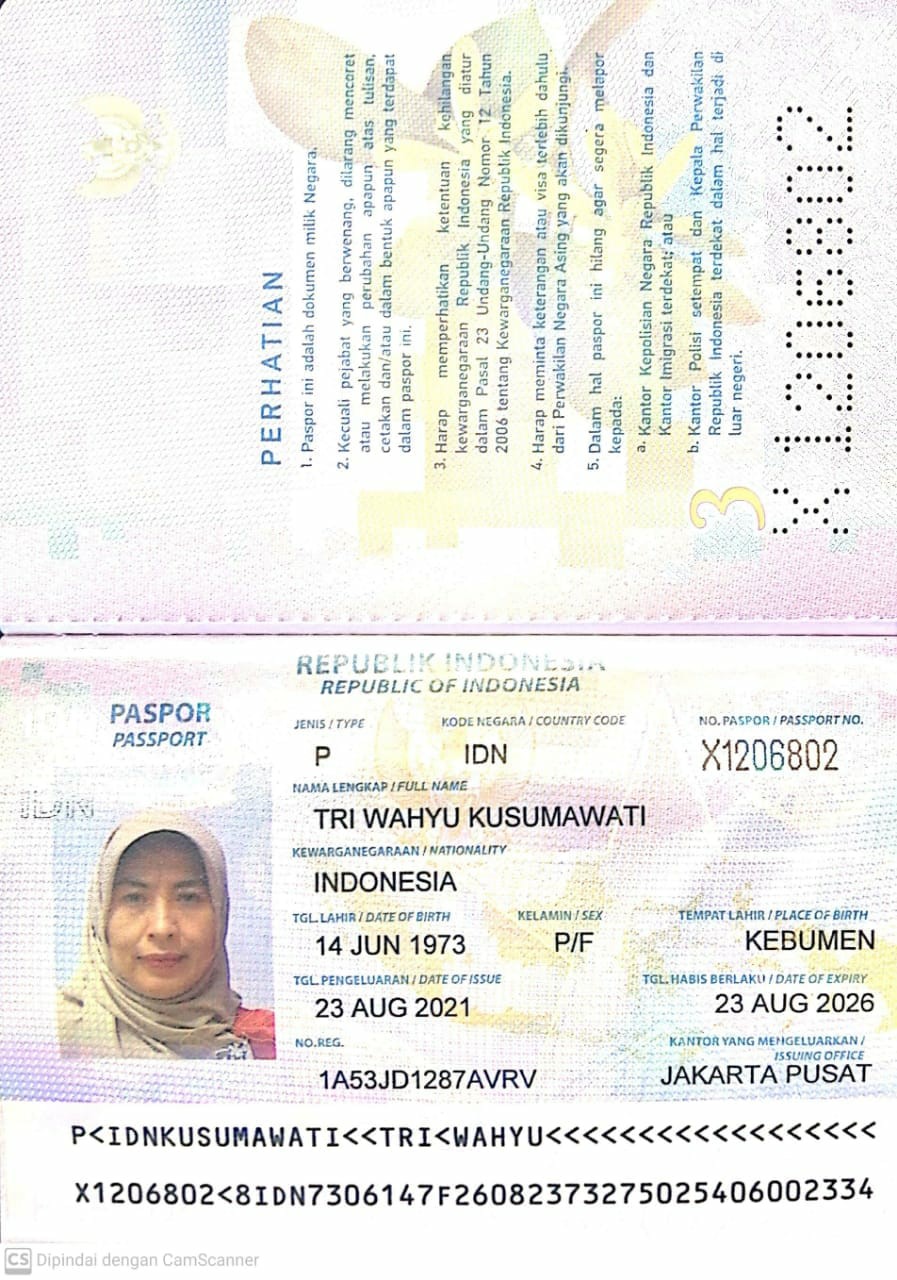 PERHATIAN
1. Paspor ini adalah dokumen milik Negara.
2. Kecuali pejabat yang berwenang, dilarang mencoret
atau melakukan perubahan apapun atas tulisan,
cetakan dan/atau dalam bentuk apapun yang terdapat
dalam paspor ini.
3. Harap memperhatikan ketentuan kehilangan
kewarganegaraan Republik Indonesia yang diatur
dalam Pasal 23 Undang-Undang Nomor 12 Tahun
2006 tentang Kewarganegaraan Republik Indonesia.
4. Harap meminta keterangan atau visa terlebih dahulu
dari Perwakilan Negara Asing yang akan dikunjungi.
5. Dalam hal paspor ini hilang agar segera melapor
kepada:
a. Kantor Kepolisian Negara Republik Indonesia dan
Kantor Imigrasi terdekat; atau
b. Kantor Polisi setempat dan Kepala Perwakilan
Republik Indonesia terdekat dalam hal terjadi di
luar negeri.
3
X1206802
REPUBLIK INDONESIA
REPUBLIC OF INDONESIA
PASPOR
PASSPORT
JENIS / TYPE KODE NEGARA / COUNTRY CODE NO. PASPOR / PASSPORT NO.
P IDN X1206802
NAMA LENGKAP / FULL NAME
IDN
TRI WAHYU KUSUMAWATI
KEWARGANEGARAAN / NATIONALITY
INDONESIA
TGL. LAHIR / DATE OF BIRTH KELAMIN / SEX TEMPAT LAHIR / PLACE OF BIRTH
14 JUN 1973 P/F KEBUMEN
TGL. PENGELUARAN / DATE OF ISSUE TGL. HABIS BERLAKU / DATE OF EXPIRY
23 AUG 2021 23 AUG 2026
NO. REG. KANTOR YANG MENGELUARKAN /
ISSUING OFFICE
1A53JD1287AVRV JAKARTA PUSAT
P<IDNKUSUMAWATI<<TRI<WAHYU<<<<<<<<<<<<<<<<<<
X1206802<8IDN7306147F26082373275025406002334
CS Dipindai dengan CamScanner